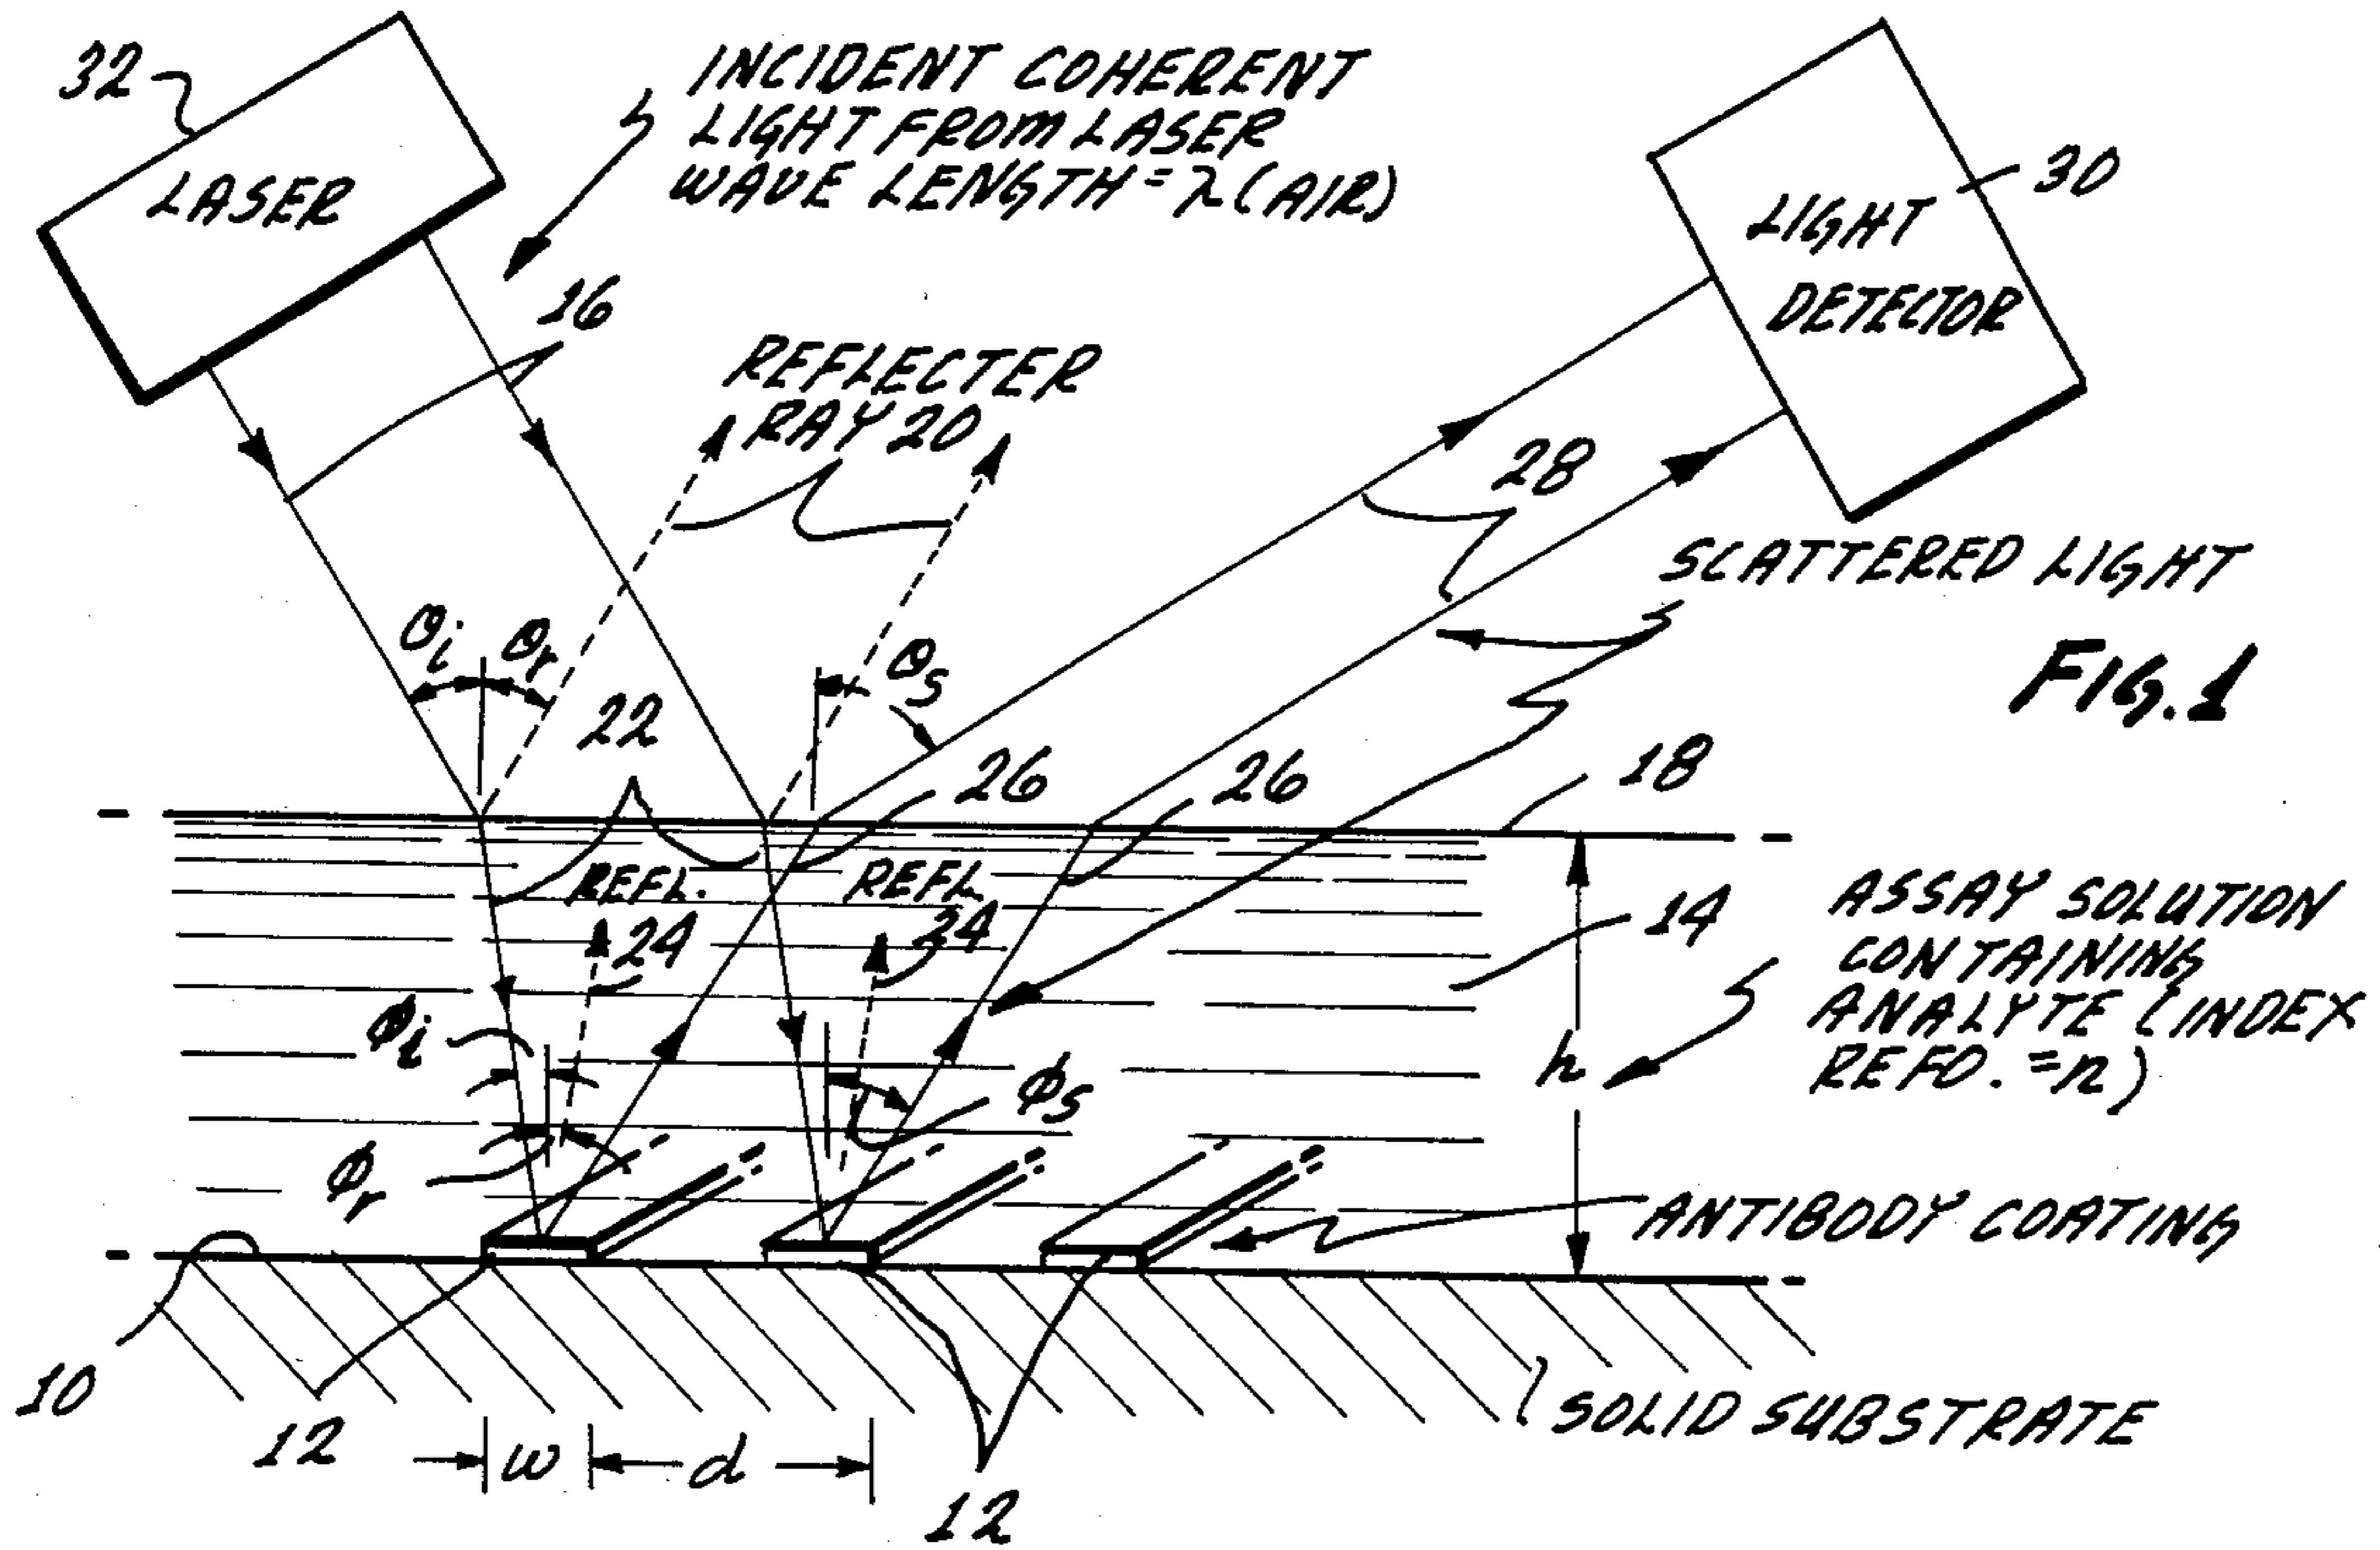 32
LASER
INCIDENT COHERENT
LIGHT FROM LASER
WAVE LENGTH = λ (AIR)
16
REFLECTER
RAY 20
LIGHT
DETECTOR
30
28
SCATTERED LIGHT
FIG. 1
θi
θr
θs
22
26
26
18
REFL.
24
REFL
24
14
ASSAY SOLUTION
CONTAINING
ANALYTE (INDEX
REFO. = n)
h
ϕi
ϕs
ϕr
ANTIBODY COATING
10
12
w
d
12
SOLID SUBSTRATE